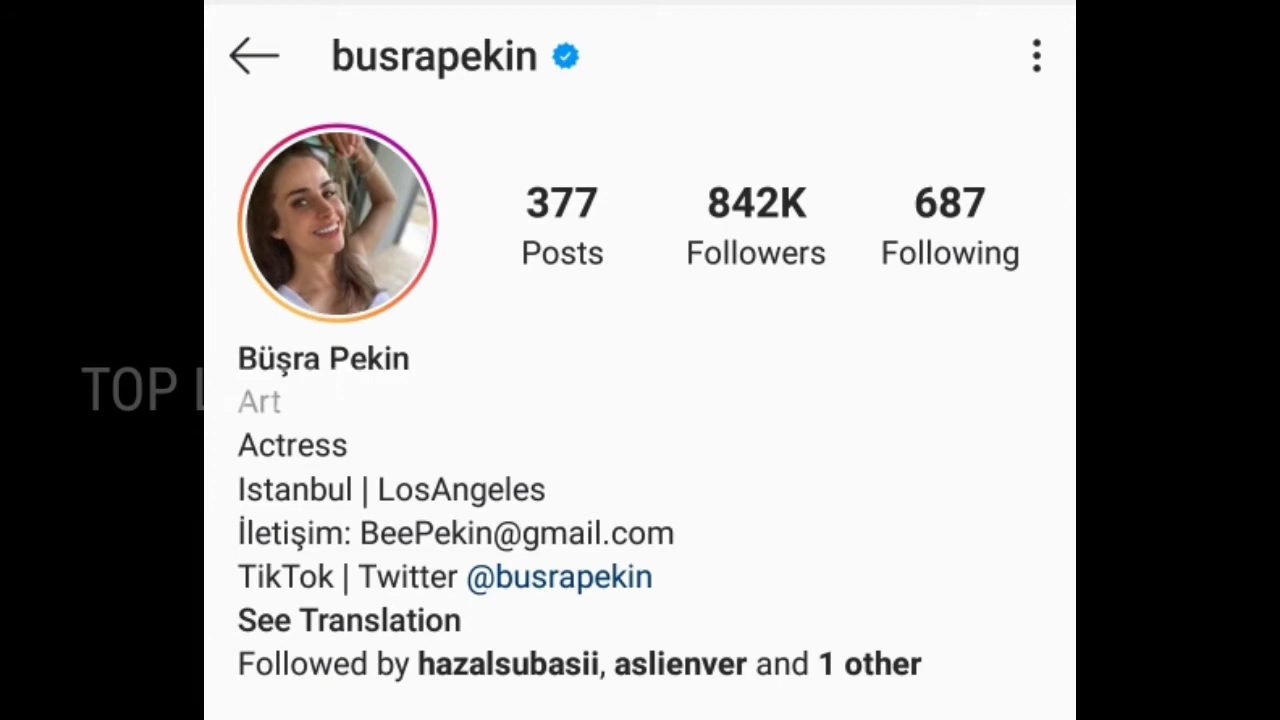 busrapekin
377 842K 687
Posts Followers Following
Büşra Pekin
TOP
Art
Actress
Istanbul | LosAngeles
İletişim: BeePekin@gmail.com
TikTok | Twitter @busrapekin
See Translation
Followed by hazalsubasii, aslienver and 1 other